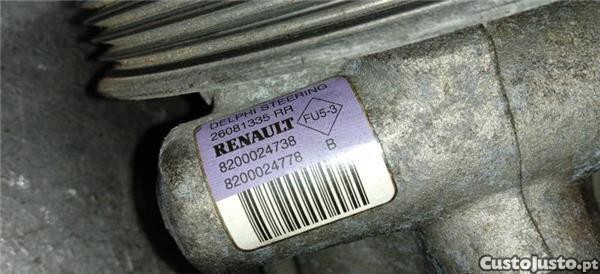 DELPHI STEERING
26081335 RR
FU5-3
RENAULT
8200024738
8200024778 B
CustoJusto.pt